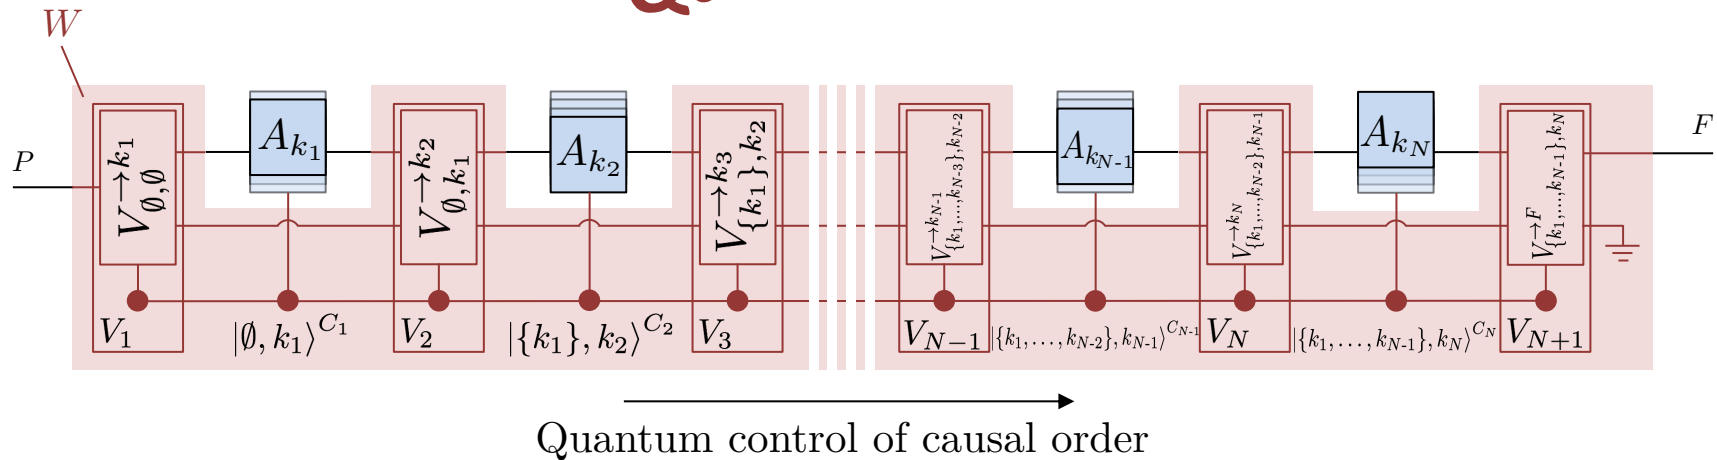 W
P
F
A_{k_1}
A_{k_2}
A_{k_{N-1}}
A_{k_N}
V_{∅,∅}^{→k_1}
V_{∅,k_1}^{→k_2}
V_{\{k_1\},k_2}^{→k_3}
V_{\{k_1,...,k_{N-3}\},k_{N-2}}^{→k_{N-1}}
V_{\{k_1,...,k_{N-2}\},k_{N-1}}^{→k_N}
V_{\{k_1,...,k_{N-1}\},k_N}^{→F}
V_1
|∅, k_1⟩^{C_1}
V_2
|{k_1}, k_2⟩^{C_2}
V_3
V_{N-1}
|{k_1, ..., k_{N-2}}, k_{N-1}⟩^{C_{N-1}}
V_N
|{k_1, ..., k_{N-1}}, k_N⟩^{C_N}
V_{N+1}
Quantum control of causal order